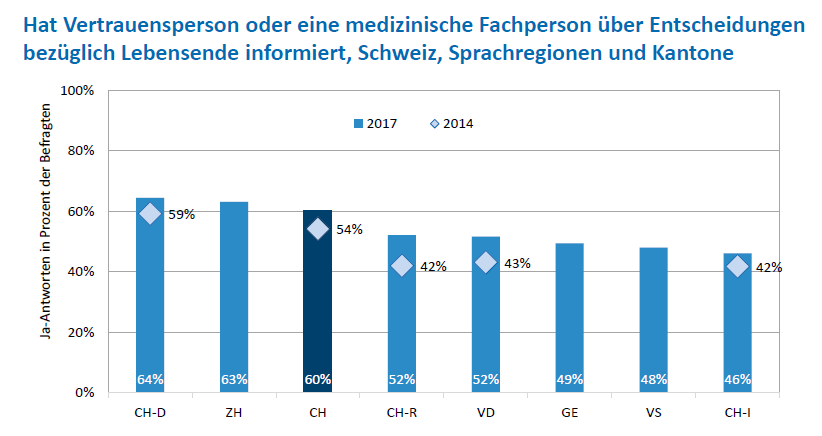 Hat Vertrauensperson oder eine medizinische Fachperson über Entscheidungen
bezüglich Lebensende informiert, Schweiz, Sprachregionen und Kantone
Ja-Antworten in Prozent der Befragten
100%
80%
60%
40%
20%
0%
2017
2014
59%
54%
42%
43%
42%
64%
63%
60%
52%
52%
49%
48%
46%
CH-D
ZH
CH
CH-R
VD
GE
VS
CH-I